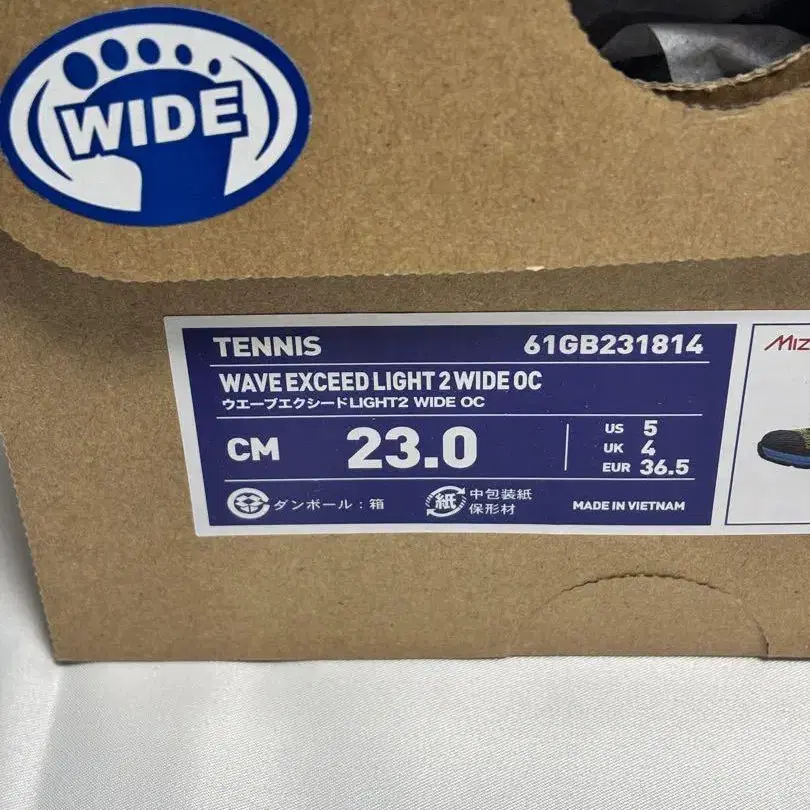 WIDE
TENNIS 61GB231814
WAVE EXCEED LIGHT 2 WIDE OC
ウエーブエクシードLIGHT2 WIDE OC
CM 23.0
US 5
UK 4
EUR 36.5
ダンボール：箱
紙
中包装紙
保形材
MADE IN VIETNAM
MIZ